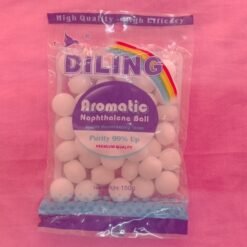 High Quality High Efficacy
DiLING
Aromatic
Naphthalene Ball
Purity 99% Up
PREMIUM QUALITY